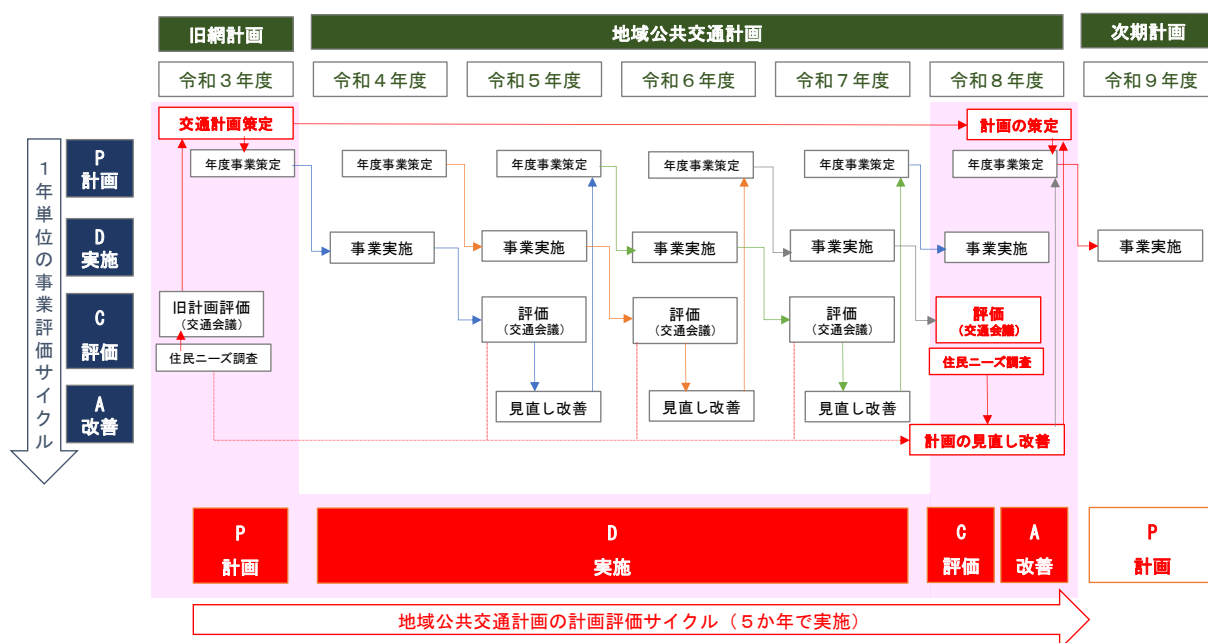 旧網計画
地域公共交通計画
次期計画
令和３年度
令和４年度
令和５年度
令和６年度
令和７年度
令和８年度
令和９年度
１年単位の事業評価サイクル
P
計画
D
実施
C
評価
A
改善
交通計画策定
計画の策定
年度事業策定
年度事業策定
年度事業策定
年度事業策定
年度事業策定
年度事業策定
事業実施
事業実施
事業実施
事業実施
事業実施
事業実施
旧計画評価
（交通会議）
評価
（交通会議）
評価
（交通会議）
評価
（交通会議）
評価
（交通会議）
住民ニーズ調査
住民ニーズ調査
見直し改善
見直し改善
見直し改善
計画の見直し改善
P
計画
D
実施
C
評価
A
改善
P
計画
地域公共交通計画の計画評価サイクル（５か年で実施）